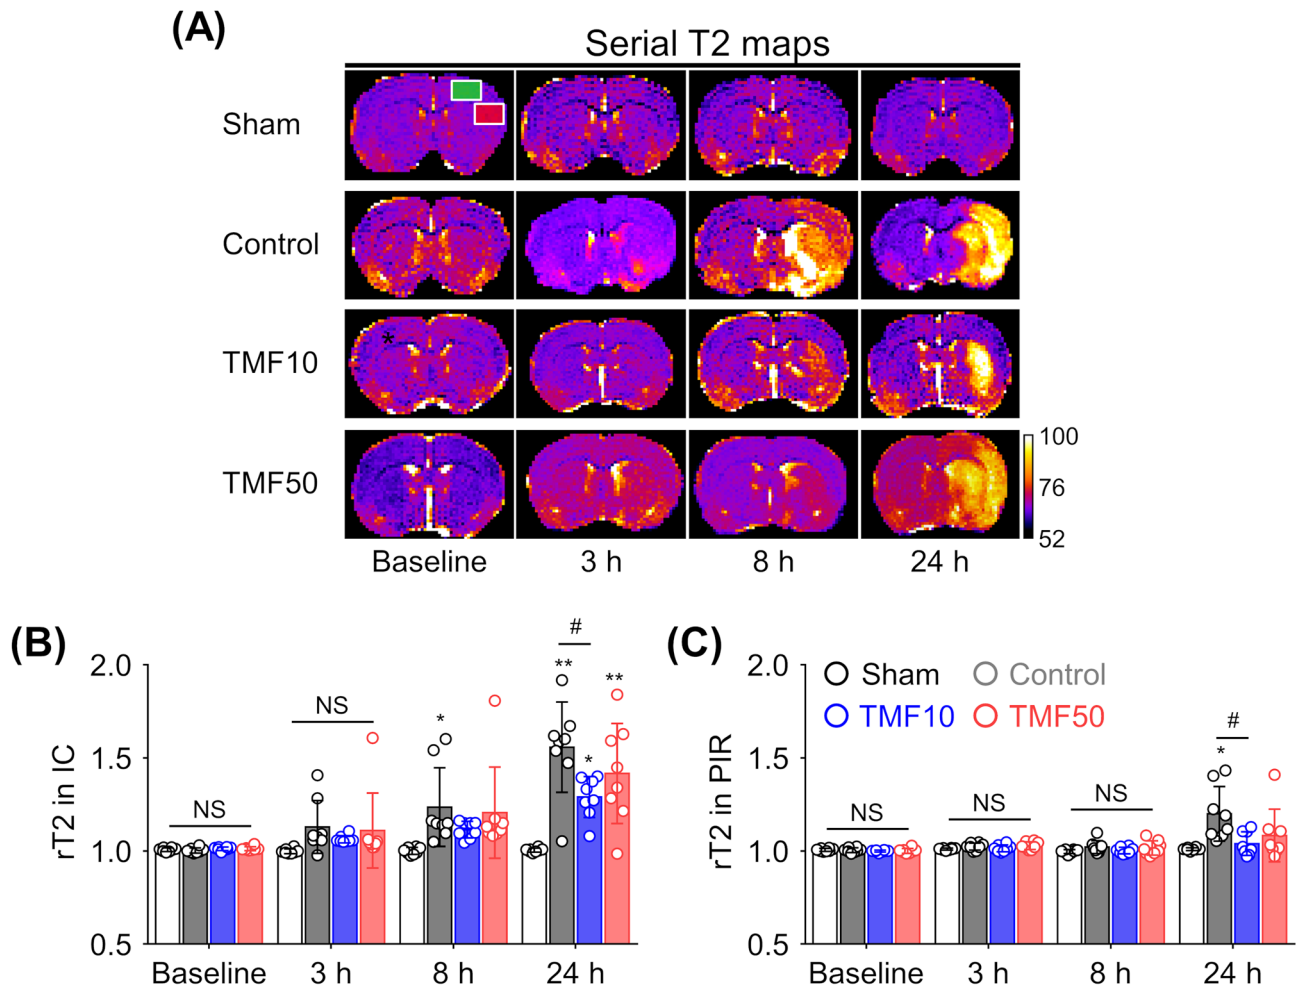 (A)
Serial T2 maps
Sham
Control
TMF10
*
TMF50
100
76
52
Baseline 3 h 8 h 24 h
(B)
rT2 in IC
2.0
1.5
1.0
0.5
NS
NS
*
#
**
*
**
Baseline 3 h 8 h 24 h
(C)
rT2 in PIR
2.0
1.5
1.0
0.5
Sham Control
TMF10 TMF50
NS
NS
NS
#
*
Baseline 3 h 8 h 24 h